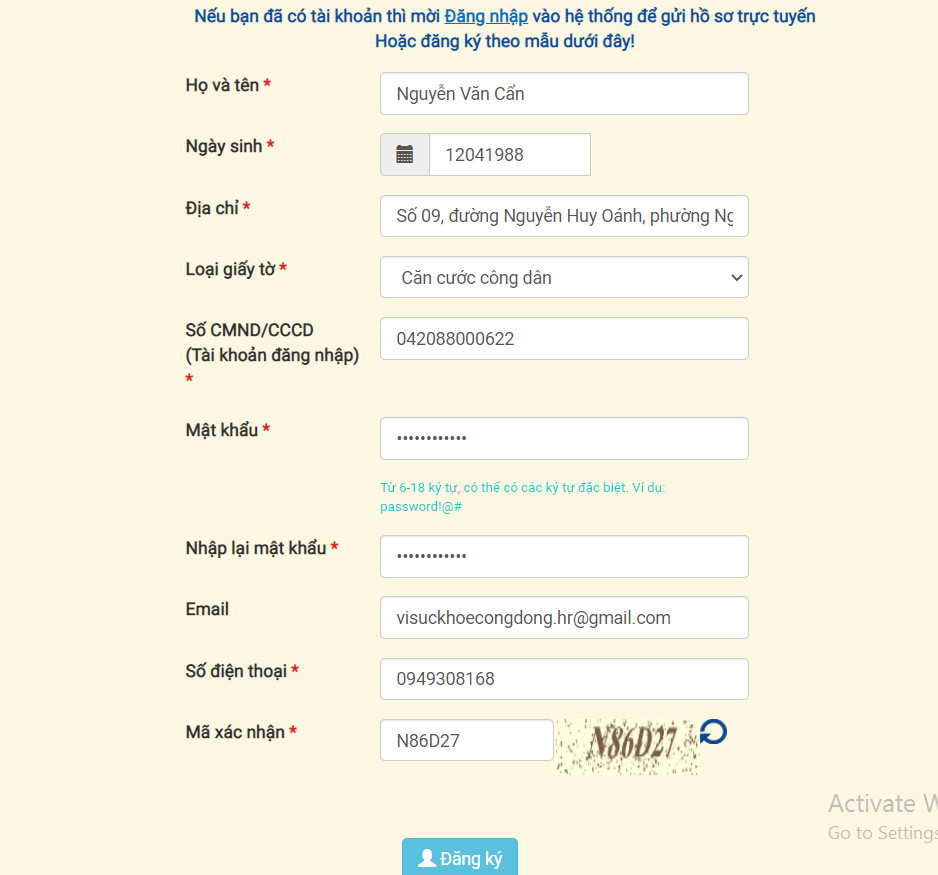 Nếu bạn đã có tài khoản thì mời Đăng nhập vào hệ thống để gửi hồ sơ trực tuyến
Hoặc đăng ký theo mẫu dưới đây!
Họ và tên *
Nguyễn Văn Cẩn
Ngày sinh *
12041988
Địa chỉ *
Số 09, đường Nguyễn Huy Oánh, phường Ng
Loại giấy tờ *
Căn cước công dân
Số CMND/CCCD
(Tài khoản đăng nhập)
*
042088000622
Mật khẩu *
••••••••••••
Từ 6-18 ký tự, có thể có các ký tự đặc biệt. Ví dụ:
password!@#
Nhập lại mật khẩu *
••••••••••••
Email
visuckhoecongdong.hr@gmail.com
Số điện thoại *
0949308168
Mã xác nhận *
N86D27
N86D27
Đăng ký
Activate W
Go to Settings